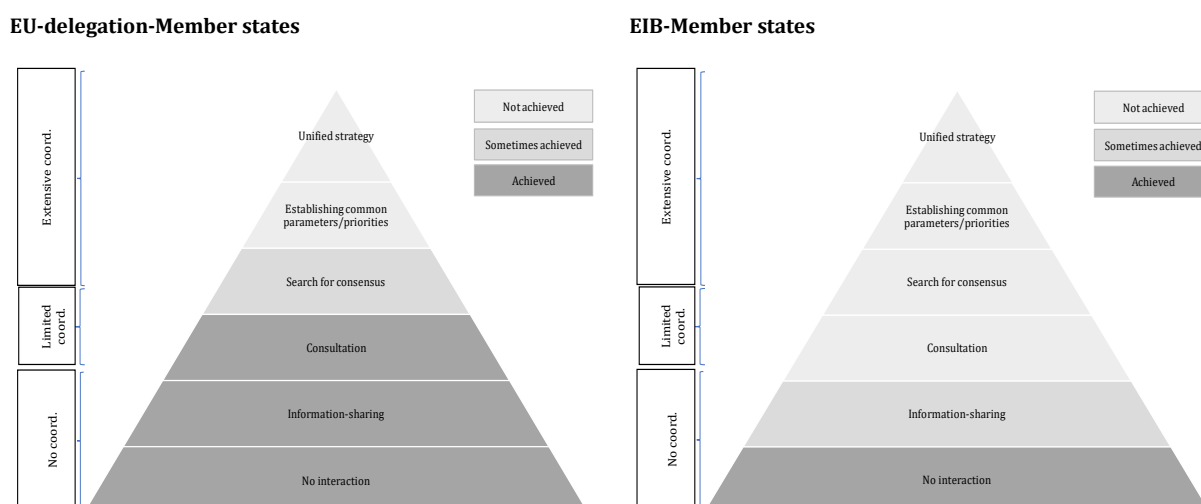 EU-delegation-Member states
Extensive coord.
Limited
coord.
No coord.
Unified strategy
Establishing common
parameters/priorities
Search for consensus
Consultation
Information-sharing
No interaction
Not achieved
Sometimes achieved
Achieved
EIB-Member states
Extensive coord.
Limited
coord.
No coord.
Unified strategy
Establishing common
parameters/priorities
Search for consensus
Consultation
Information-sharing
No interaction
Not achieved
Sometimes achieved
Achieved